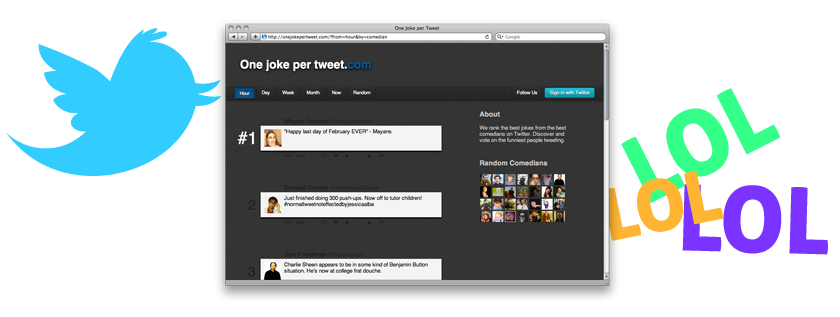 One joke per Tweet
http://onejokepertweet.com/?from=hour&by=comedian
Google
One joke per tweet.com
Hour Day Week Month Now Random Follow Us Sign in with Twitter
About
We rank the best jokes from the best
comedians on Twitter. Discover and
vote on the funniest people tweeting.
Random Comedians
#1
"Happy last day of February EVER" - Mayans
2
Just finished doing 300 push-ups. Now off to tutor children!
#normaltweetnoteffectedbyjessicaalba
3
Charlie Sheen appears to be in some kind of Benjamin Button
situation. He's now at college frat douche.
LOL
LOL
LOL